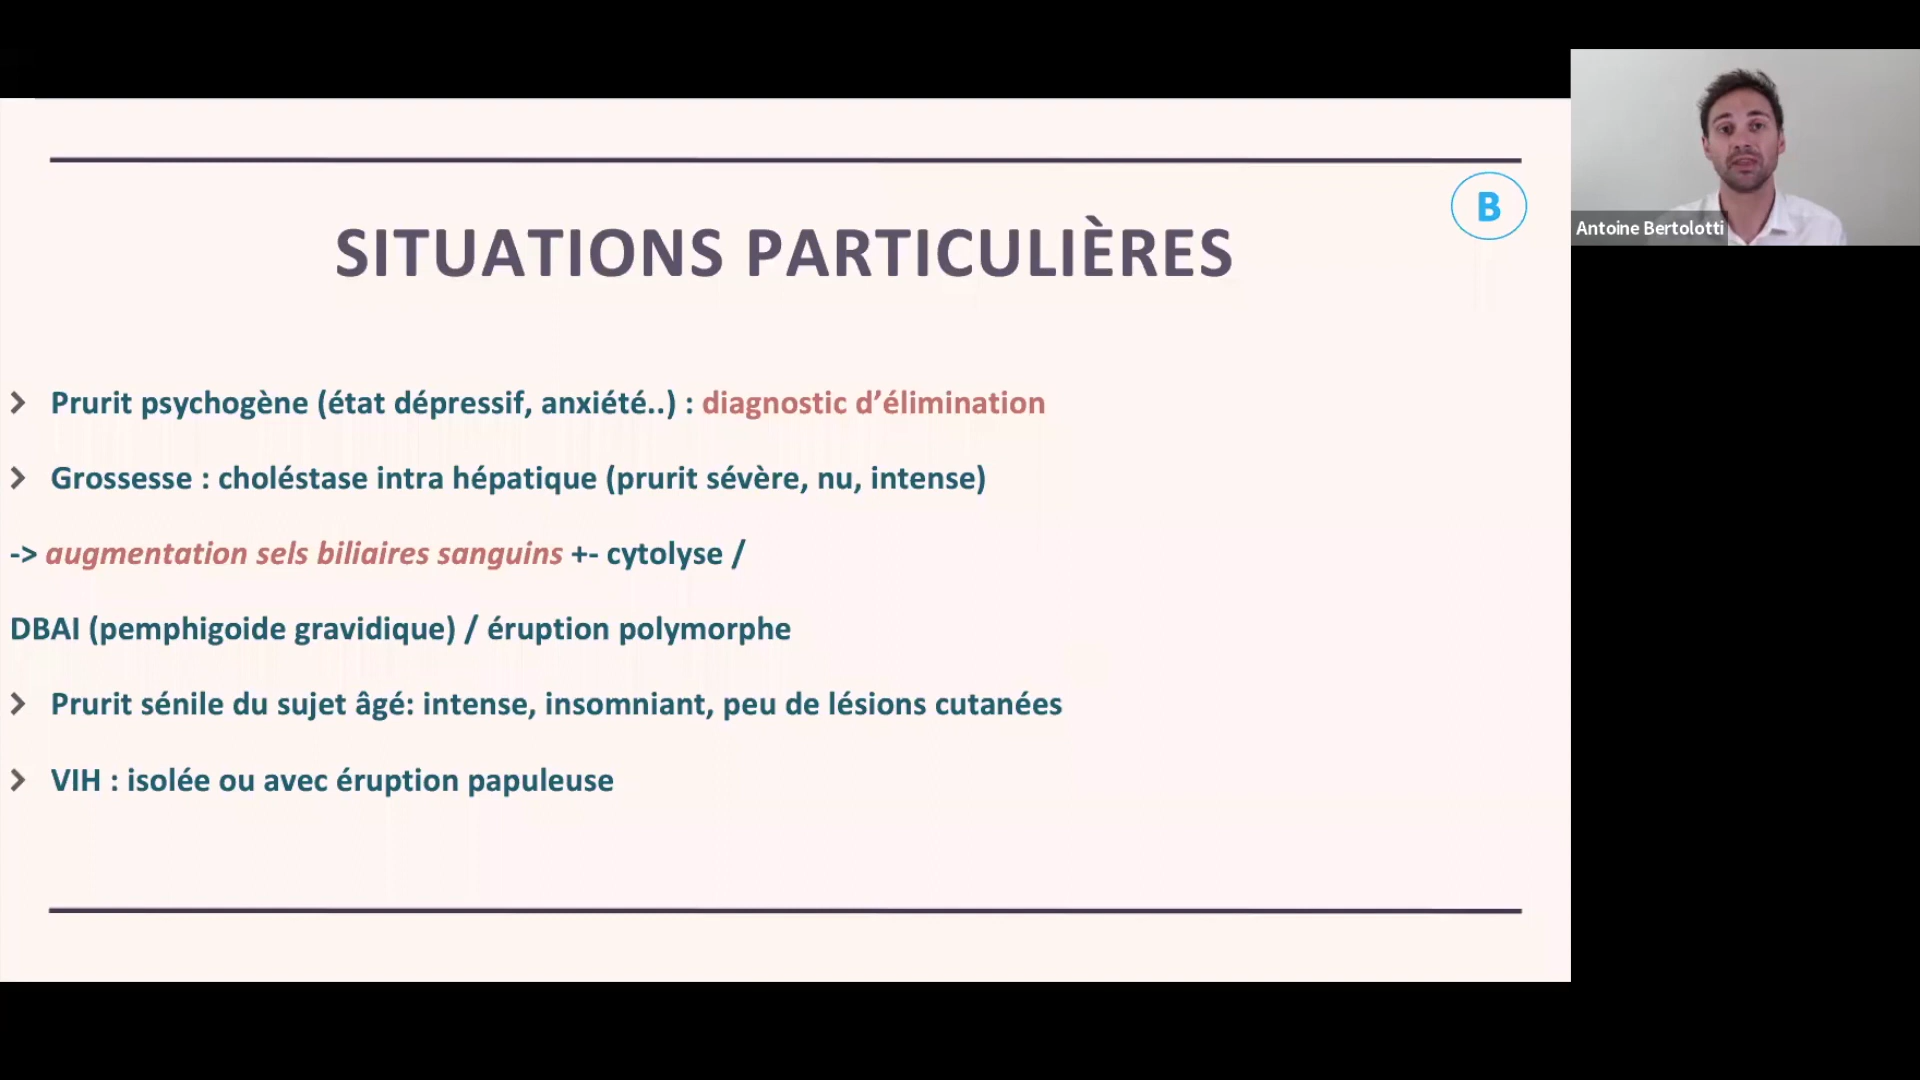 B
SITUATIONS PARTICULIÈRES
Prurit psychogène (état dépressif, anxiété..) : diagnostic d’élimination
Grossesse : choléstase intra hépatique (prurit sévère, nu, intense)
-> augmentation sels biliaires sanguins +- cytolyse /
DBAI (pemphigoide gravidique) / éruption polymorphe
Prurit sénile du sujet âgé: intense, insomniant, peu de lésions cutanées
VIH : isolée ou avec éruption papuleuse
Antoine Bertolotti